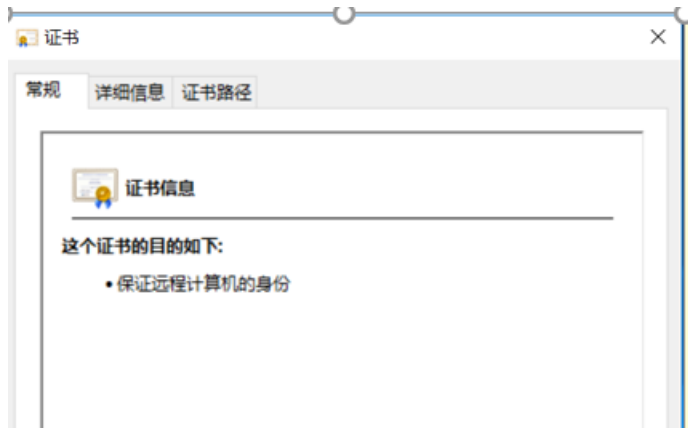 证书
常规
详细信息
证书路径
证书信息
这个证书的目的如下:
• 保证远程计算机的身份